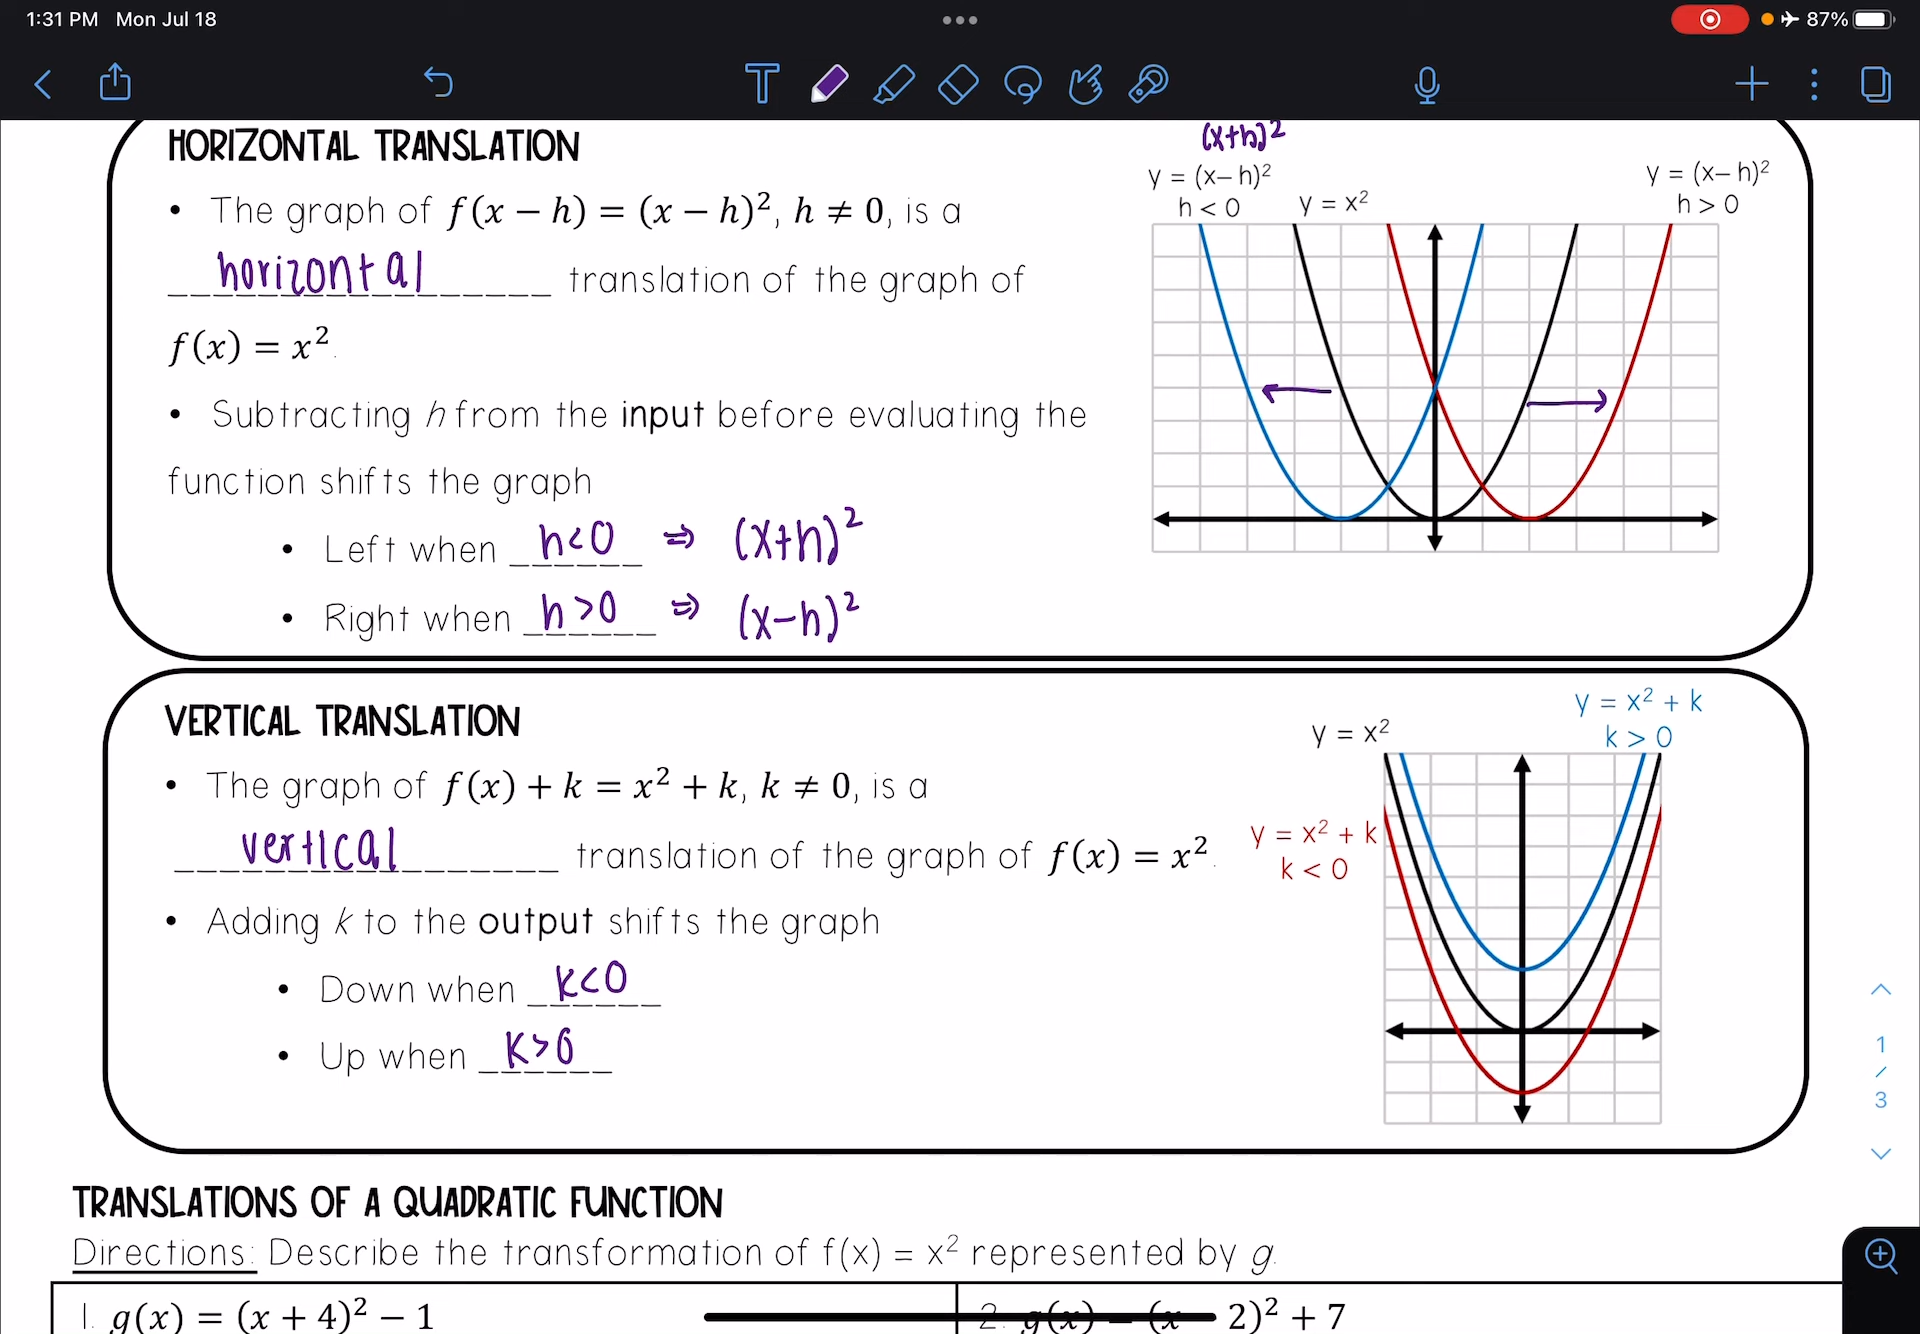 1:31 PM Mon Jul 18
87%
HORIZONTAL TRANSLATION
• The graph of f(x − h) = (x − h)², h ≠ 0, is a
horizontal translation of the graph of
f(x) = x².
• Subtracting h from the input before evaluating the
function shifts the graph
• Left when h<0 ⇒ (x+h)²
• Right when h>0 ⇒ (x-h)²
(x+h)²
y = (x– h)²
h < 0
y = x²
y = (x– h)²
h > 0
VERTICAL TRANSLATION
• The graph of f(x) + k = x² + k, k ≠ 0, is a
vertical translation of the graph of f(x) = x².
• Adding k to the output shifts the graph
• Down when k<0
• Up when k>0
y = x²
y = x² + k
k > 0
y = x² + k
k < 0
1
/
3
TRANSLATIONS OF A QUADRATIC FUNCTION
Directions: Describe the transformation of f(x) = x² represented by g.
1. g(x) = (x + 4)² − 1
2. g(x) = (x − 2)² + 7